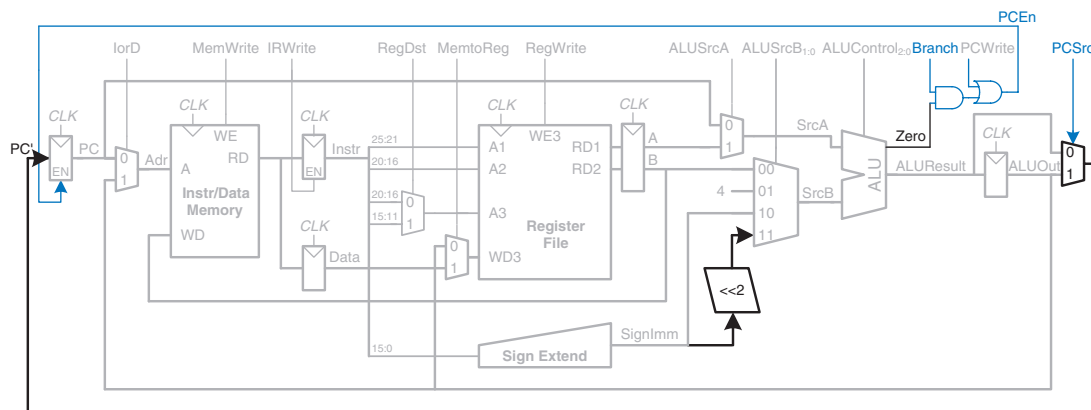 PCEn
IorD MemWrite IRWrite RegDst MemtoReg RegWrite ALUSrcA ALUSrcB1:0 ALUControl2:0 Branch PCWrite PCSrc
CLK CLK CLK CLK CLK CLK
PC' PC EN 0 1 Adr A WE RD Instr/Data Memory WD
EN Instr 25:21 20:16 20:16 15:11 0 1
CLK Data 0 1
A1 A2 A3 WD3 WE3 RD1 RD2 Register File
A B 0 1 SrcA
4 00 01 10 11 SrcB
ALU Zero ALUResult ALUOut 0 1
<<2
15:0 Sign Extend SignImm